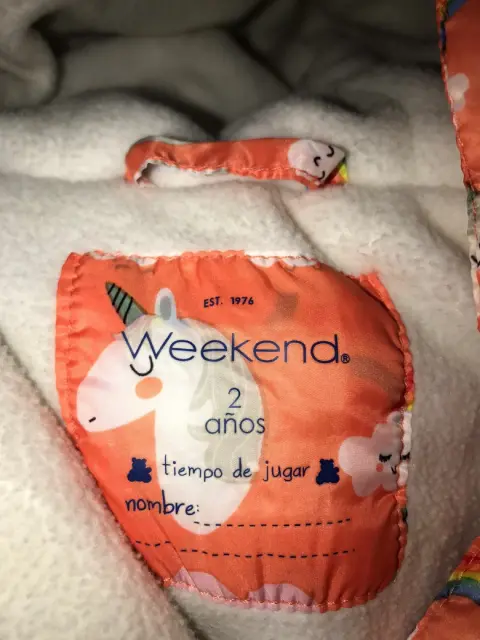 EST. 1976
Weekend®
2
años
tiempo de jugar
nombre: